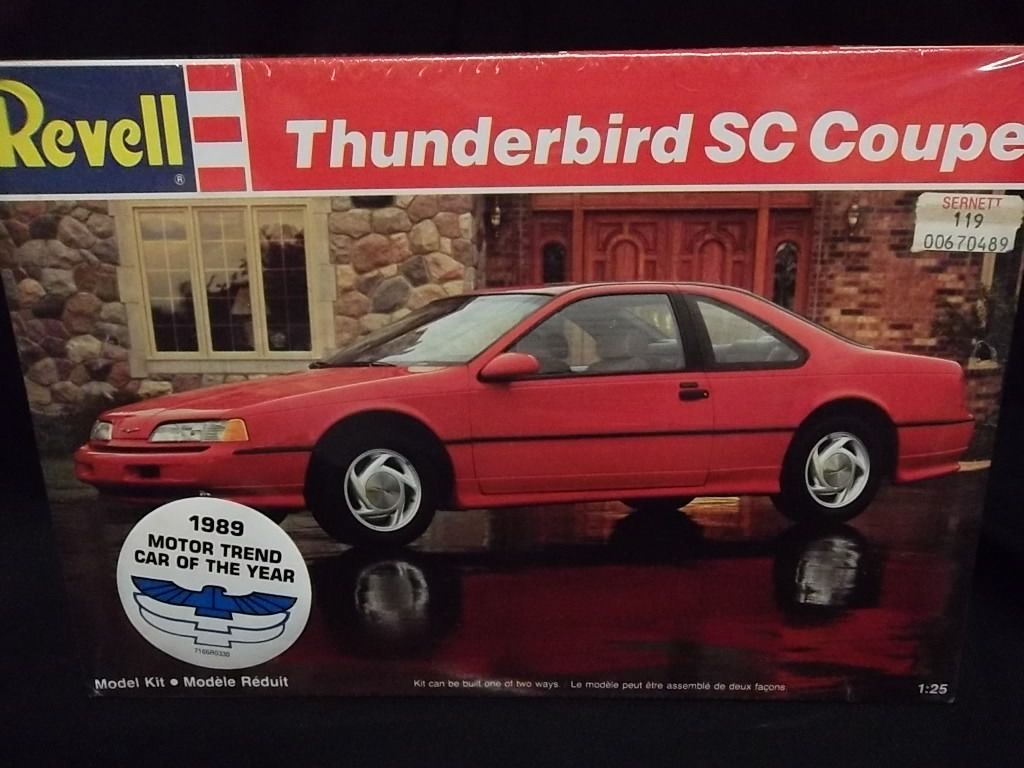 Revell®
Thunderbird SC Coupe
SERNETT
119
00670489
1989
MOTOR TREND
CAR OF THE YEAR
716680330
Model Kit ● Modèle Réduit
Kit can be built one of two ways. Le modèle peut être assemblé de deux façons
1:25